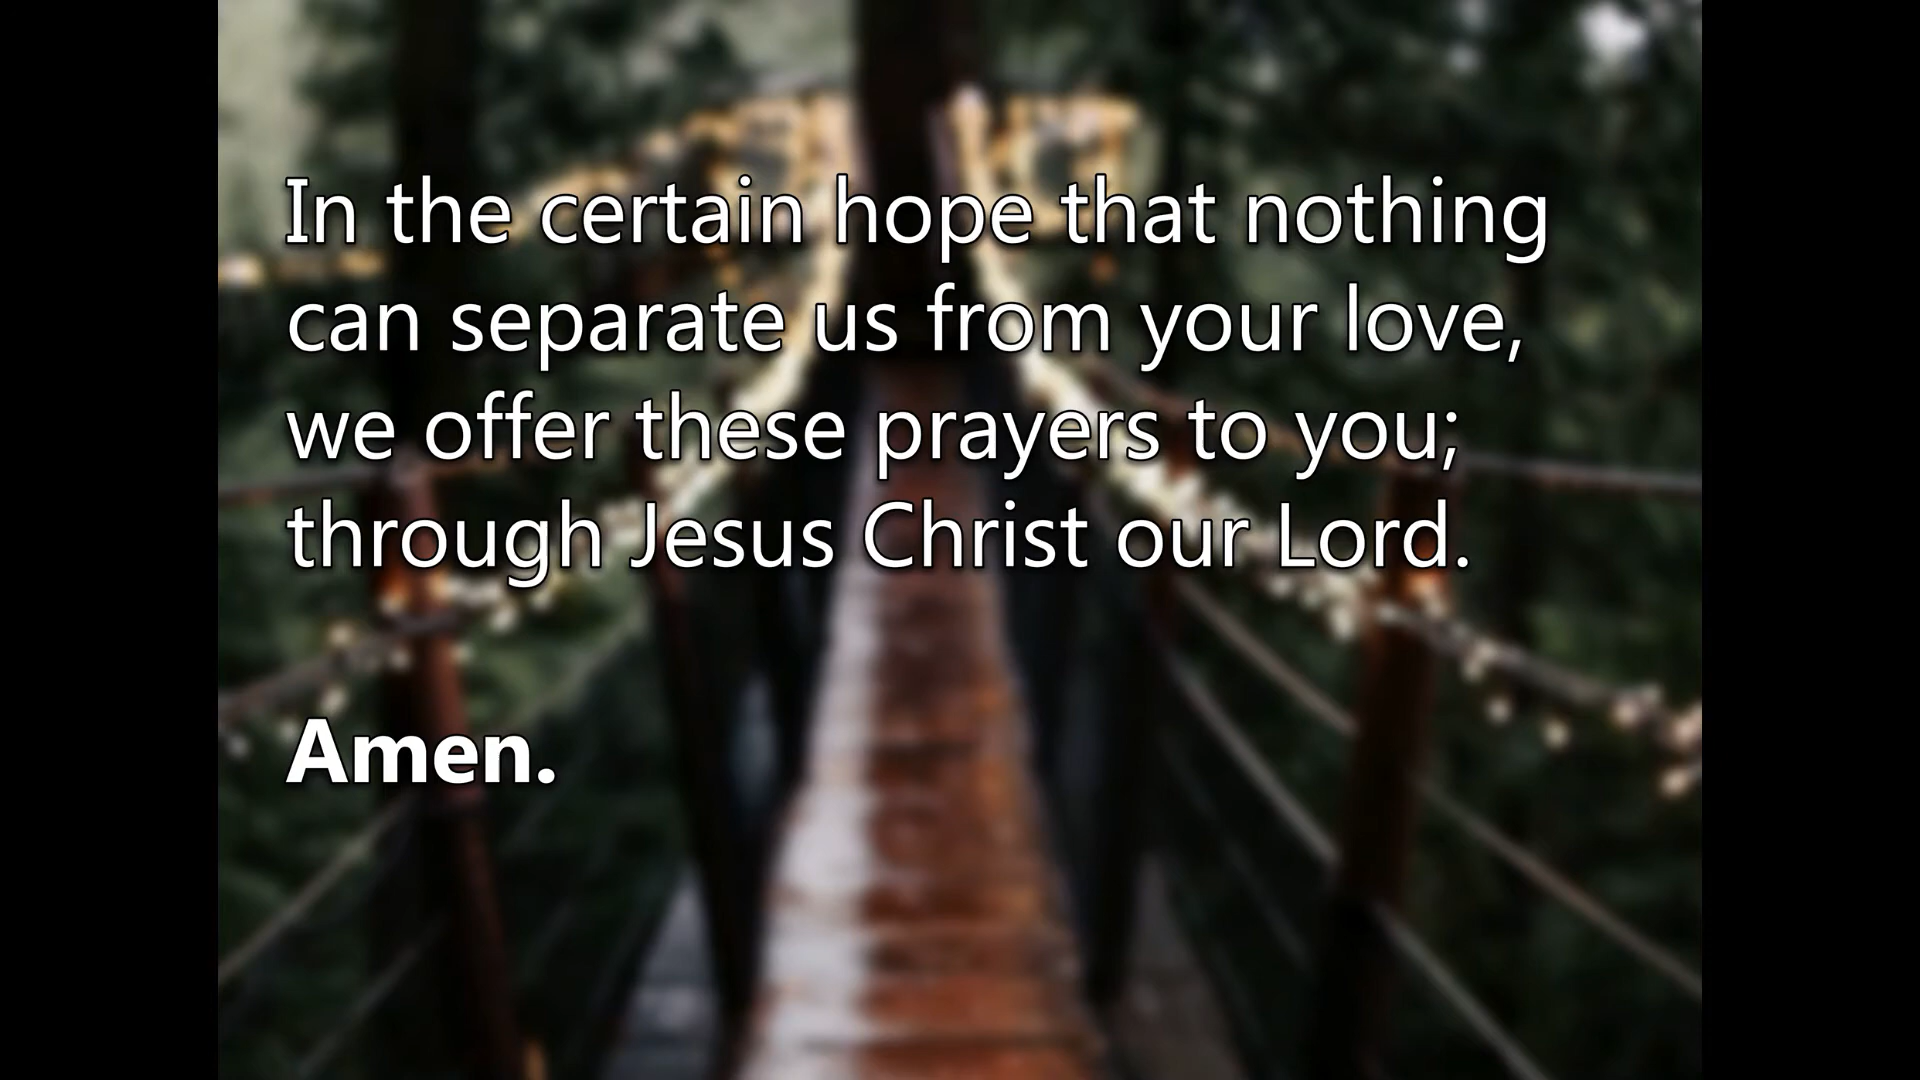 In the certain hope that nothing
can separate us from your love,
we offer these prayers to you;
through Jesus Christ our Lord.
Amen.